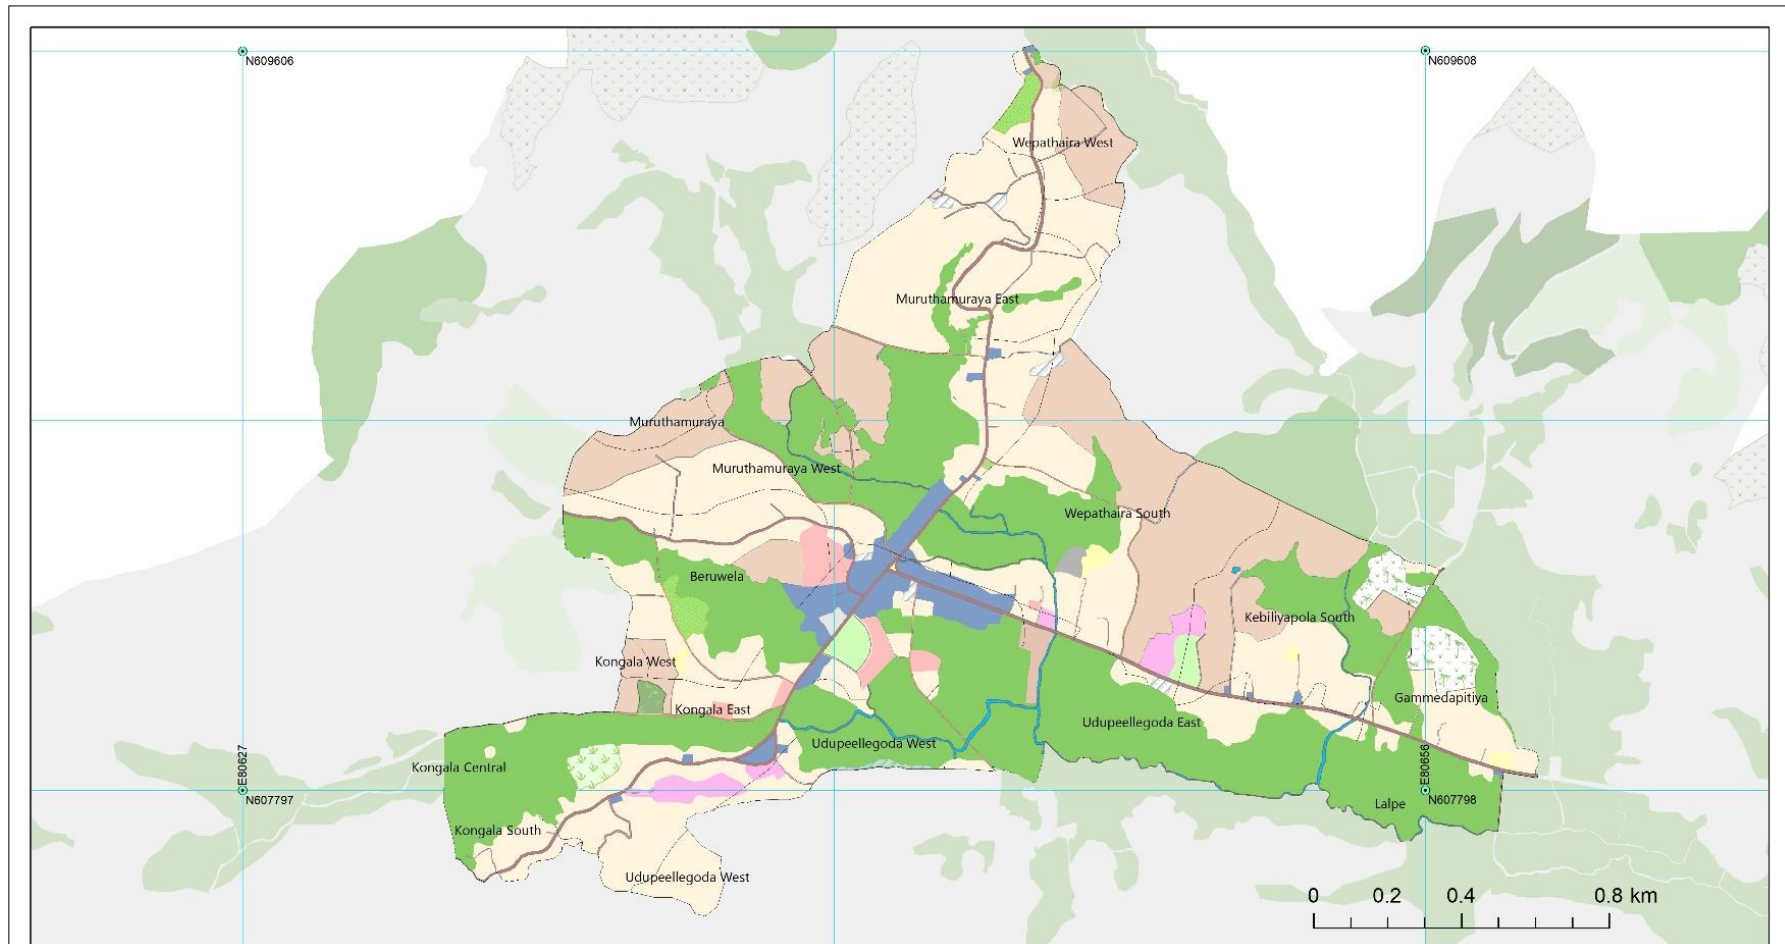 N609606
N609608
Wepathaira West
Muruthamuraya East
Muruthamuraya
Muruthamuraya West
Wepathaira South
Beruwela
Kebiliyapola South
Kongala West
Gammedapitiya
Kongala East
Udupeellegoda East
Udupeellegoda West
Kongala Central
E80627
E806556
N607797
N607798
Lalpe
Kongala South
Udupeellegoda West
0 0.2 0.4 0.8 km